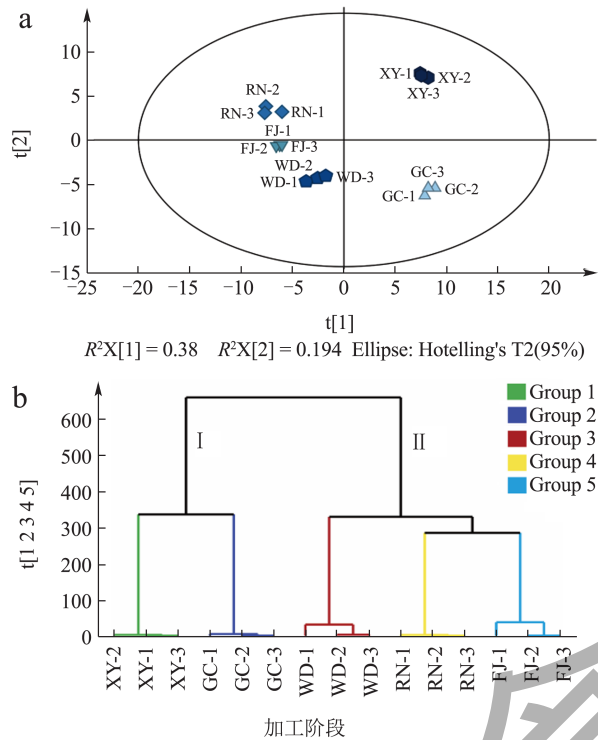 a
t[2]
10
5
0
−5
−10
−15
XY-1
XY-2
XY-3
RN-2
RN-3
RN-1
FJ-1
FJ-2
FJ-3
WD-2
WD-1
WD-3
GC-3
GC-1
GC-2
−25 −20 −15 −10 −5 0 5 10 15 20
t[1]
R²X[1] = 0.38 R²X[2] = 0.194 Ellipse: Hotelling's T2(95%)
b
t[1 2 3 4 5]
600
500
400
300
200
100
0
I
II
Group 1
Group 2
Group 3
Group 4
Group 5
XY-2
XY-1
XY-3
GC-1
GC-2
GC-3
WD-1
WD-2
WD-3
RN-1
RN-2
RN-3
FJ-1
FJ-2
FJ-3
加工阶段